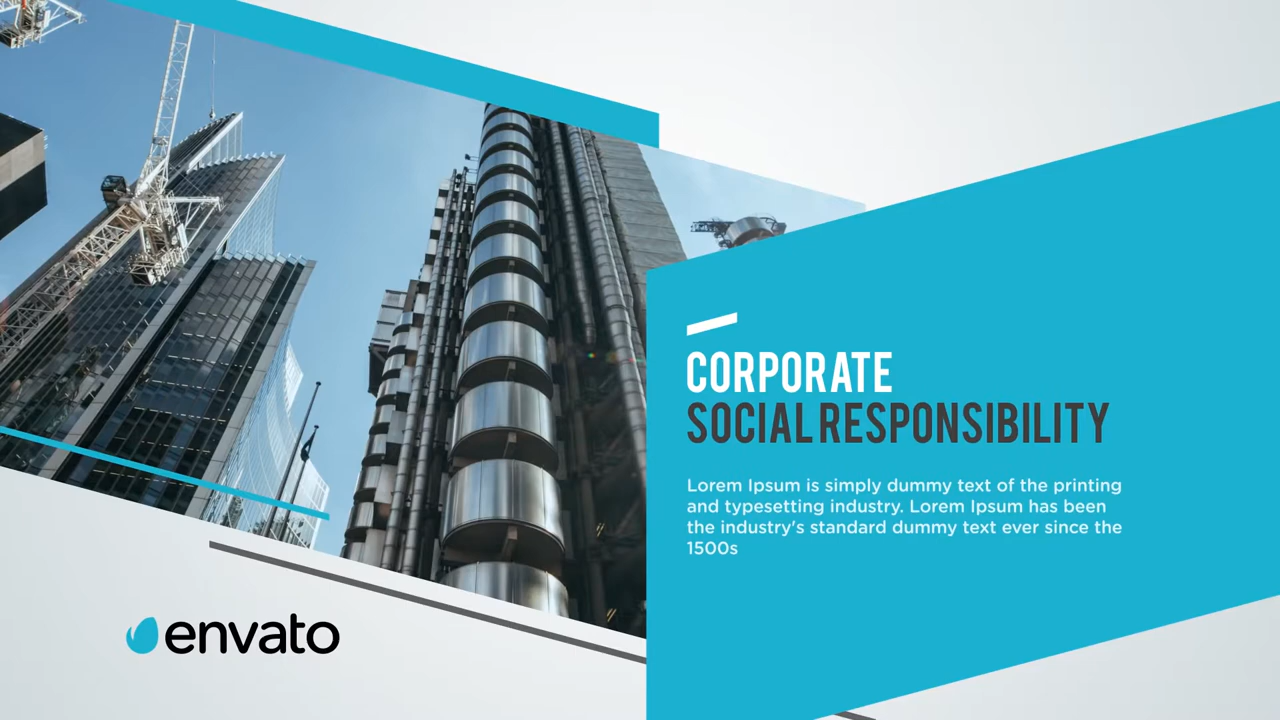 CORPORATE
SOCIAL RESPONSIBILITY
Lorem Ipsum is simply dummy text of the printing
and typesetting industry. Lorem Ipsum has been
the industry's standard dummy text ever since the
1500s
envato